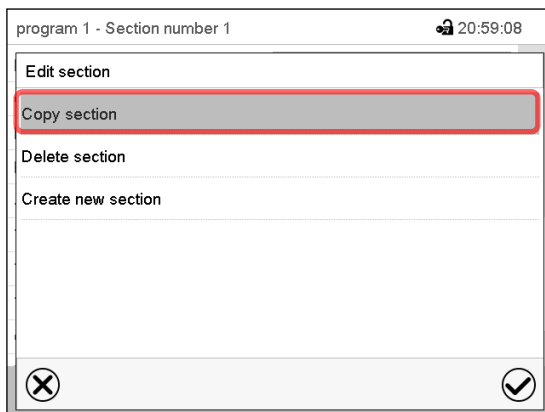 program 1 - Section number 1 20:59:08
Edit section
Copy section
Delete section
Create new section